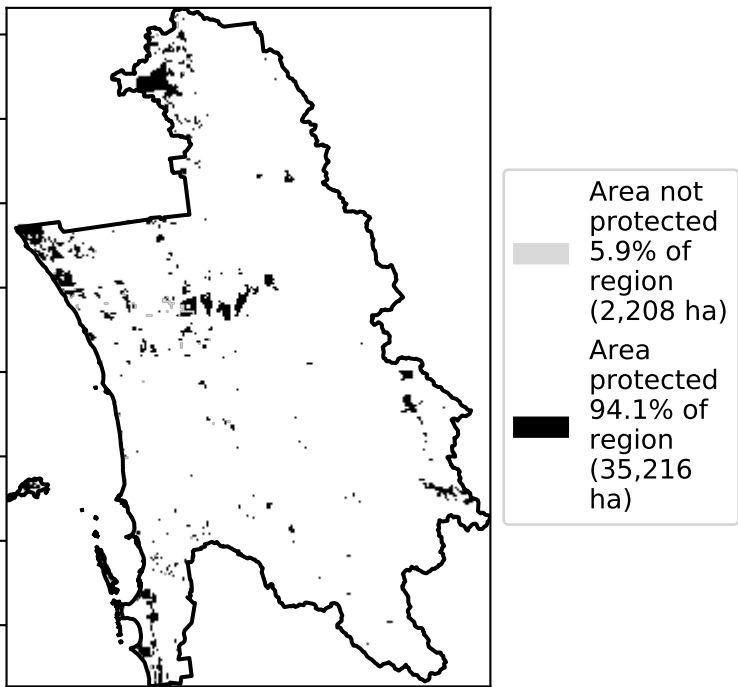 Area not
protected
5.9% of
region
(2,208 ha)
Area
protected
94.1% of
region
(35,216
ha)